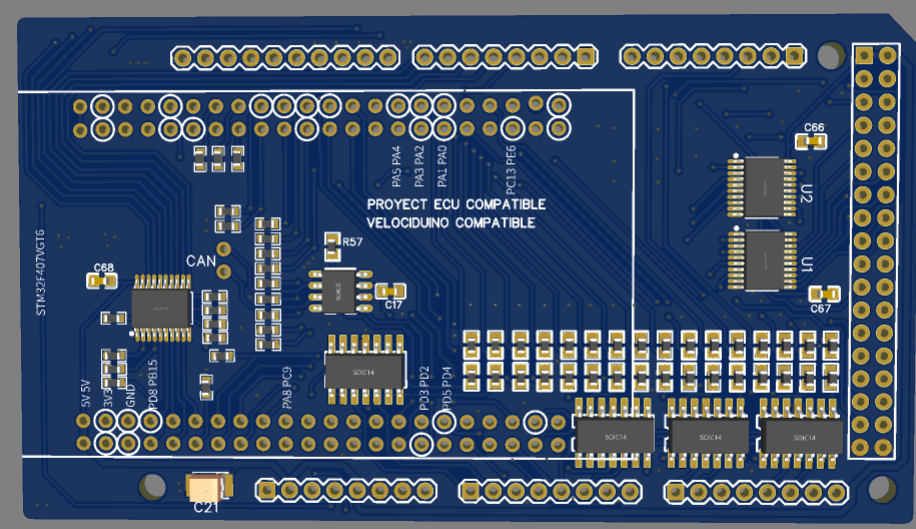 C66
PA5 PA4
PA3 PA2
PA1 PA0
PC13 PE6
U2
PROYECT ECU COMPATIBLE
VELOCIDUINO COMPATIBLE
STM32F407VGT6
R57
CAN
U1
C68
C17
C67
SOIC14
5V 5V
3V3
GND
PD8 PB15
PA8 PC9
PD3 PD2
PD5 PD4
SOIC14
SOIC14
SOIC14
C21